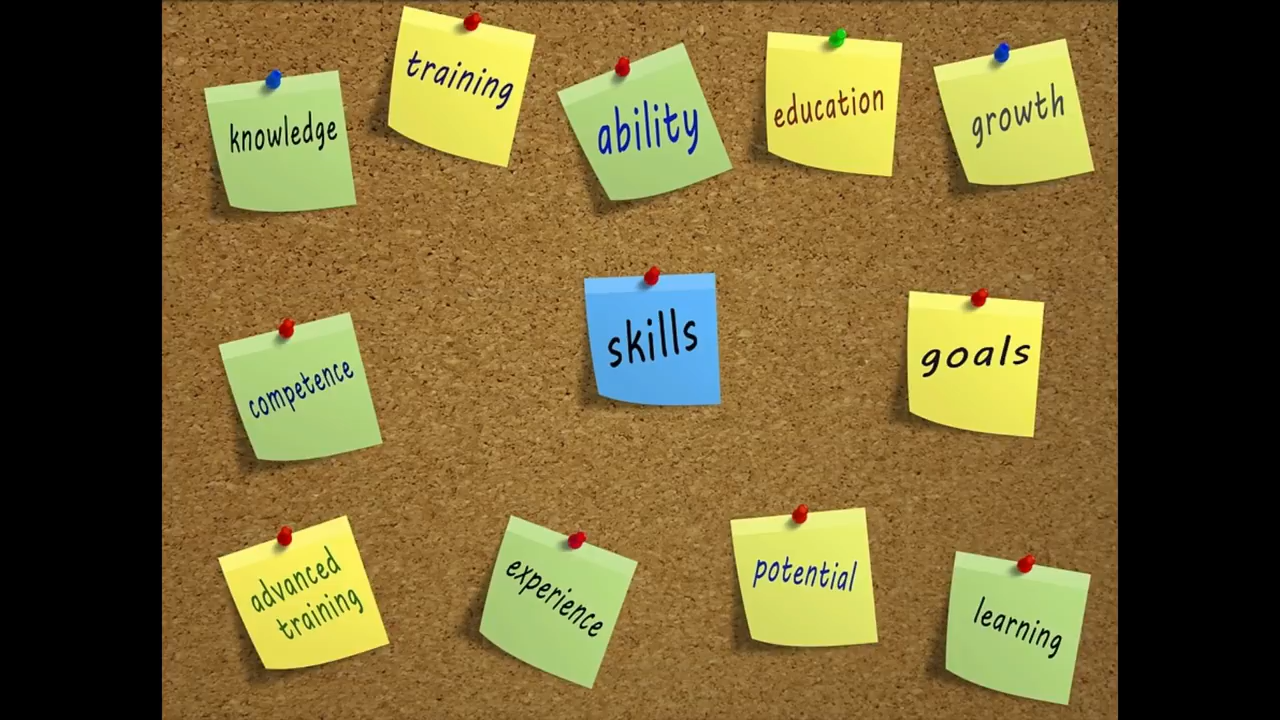 knowledge
training
ability
education
growth
competence
skills
goals
advanced
training
experience
potential
learning